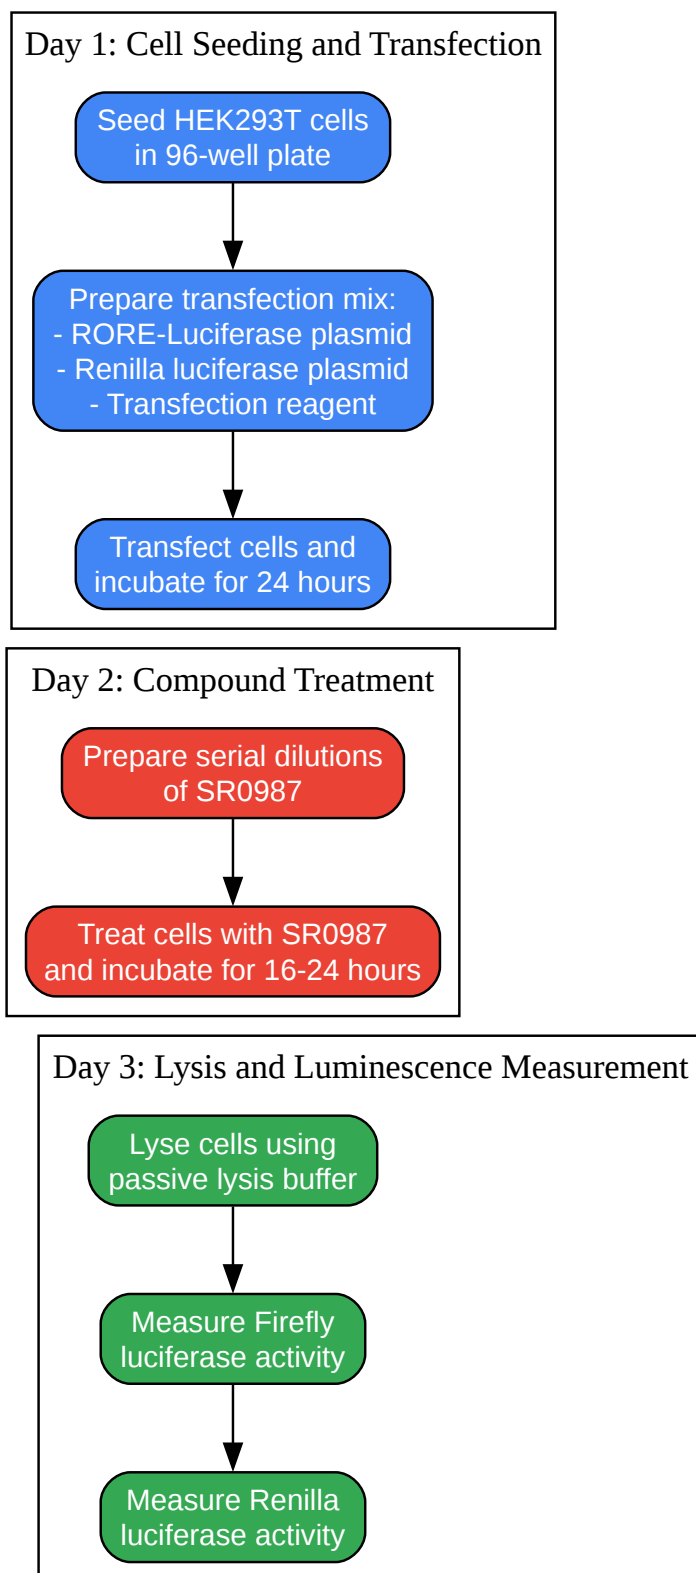 Day 1: Cell Seeding and Transfection
Seed HEK293T cells
in 96-well plate
Prepare transfection mix:
- RORE-Luciferase plasmid
- Renilla luciferase plasmid
- Transfection reagent
Transfect cells and
incubate for 24 hours
Day 2: Compound Treatment
Prepare serial dilutions
of SR0987
Treat cells with SR0987
and incubate for 16-24 hours
Day 3: Lysis and Luminescence Measurement
Lyse cells using
passive lysis buffer
Measure Firefly
luciferase activity
Measure Renilla
luciferase activity